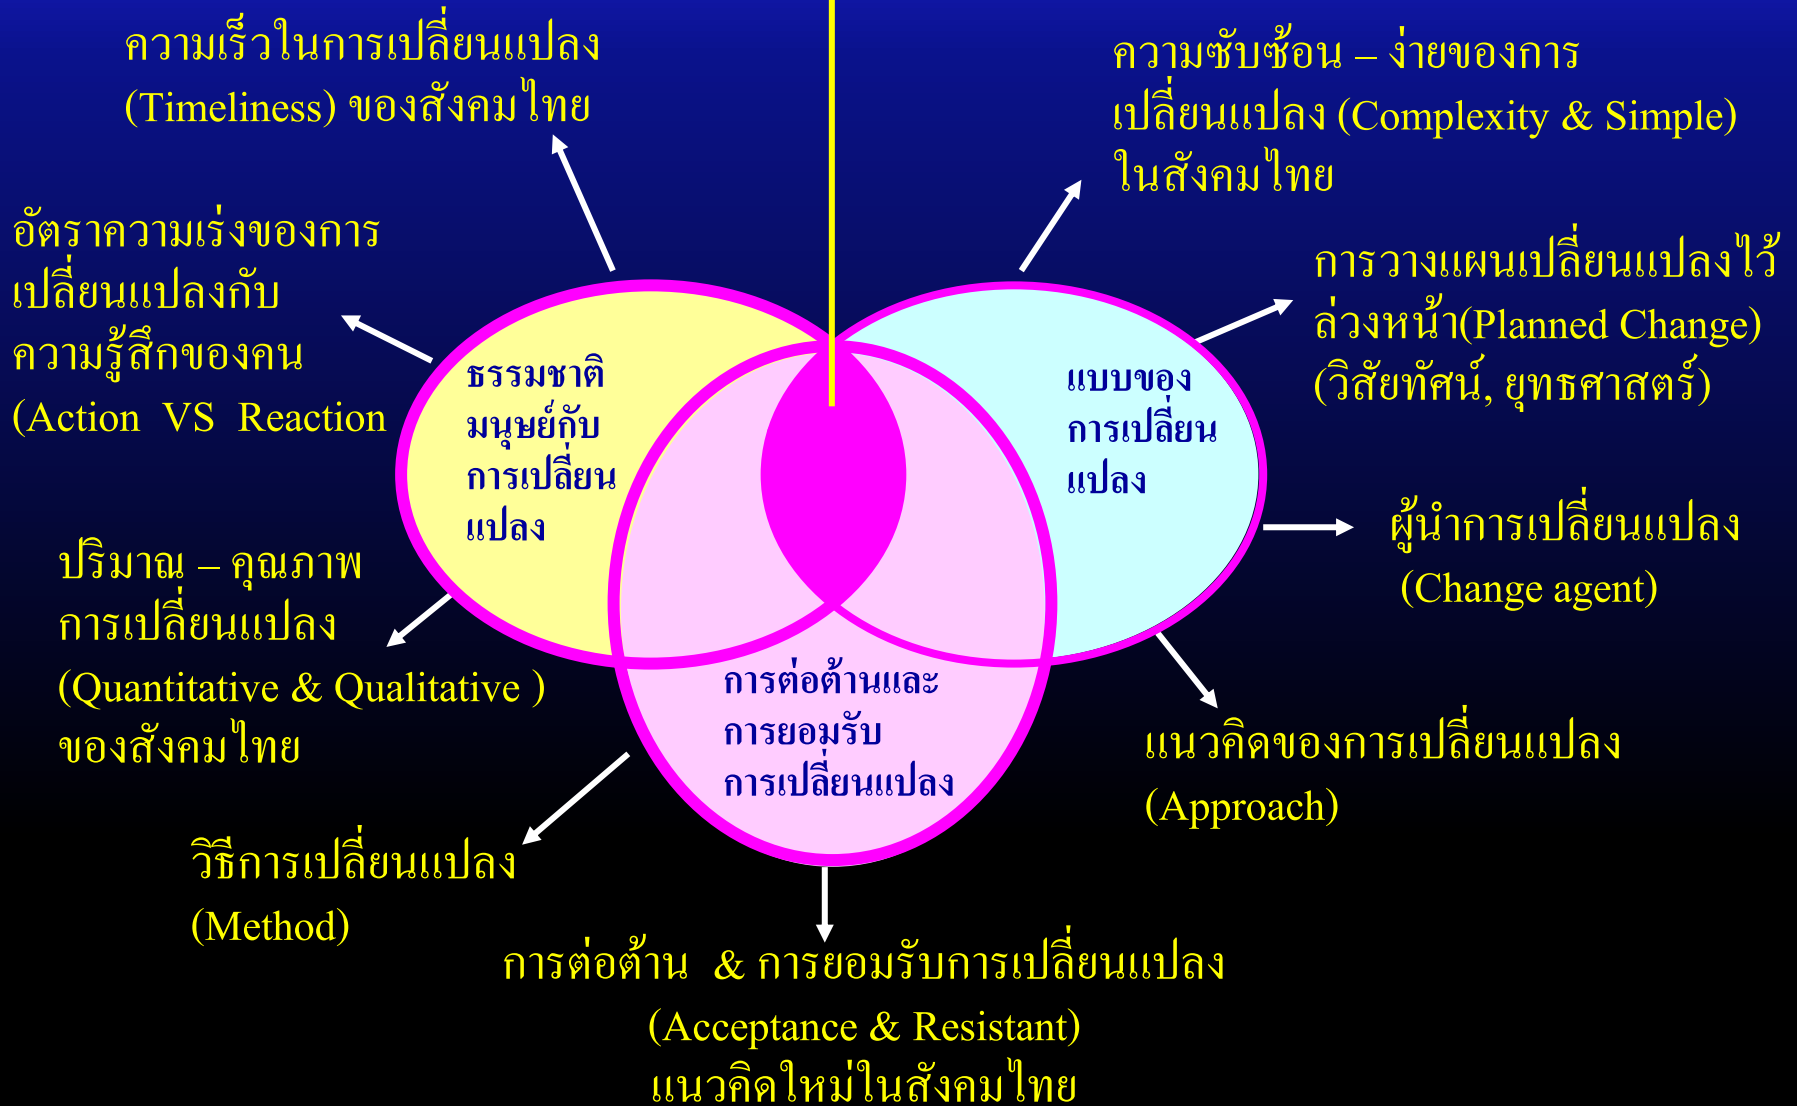 ความเร็วในการเปลี่ยนแปลง
(Timeliness) ของสังคมไทย
ความซับซ้อน – ง่ายของการ
เปลี่ยนแปลง (Complexity & Simple)
ในสังคมไทย
อัตราความเร่งของการ
เปลี่ยนแปลงกับ
ความรู้สึกของคน
(Action VS Reaction
การวางแผนเปลี่ยนแปลงไว้
ล่วงหน้า(Planned Change)
(วิสัยทัศน์, ยุทธศาสตร์)
ธรรมชาติ
มนุษย์กับ
การเปลี่ยน
แปลง
แบบของ
การเปลี่ยน
แปลง
ผู้นำการเปลี่ยนแปลง
(Change agent)
ปริมาณ – คุณภาพ
การเปลี่ยนแปลง
(Quantitative & Qualitative )
ของสังคมไทย
การต่อต้านและ
การยอมรับ
การเปลี่ยนแปลง
แนวคิดของการเปลี่ยนแปลง
(Approach)
วิธีการเปลี่ยนแปลง
(Method)
การต่อต้าน & การยอมรับการเปลี่ยนแปลง
(Acceptance & Resistant)
แนวคิดใหม่ในสังคมไทย